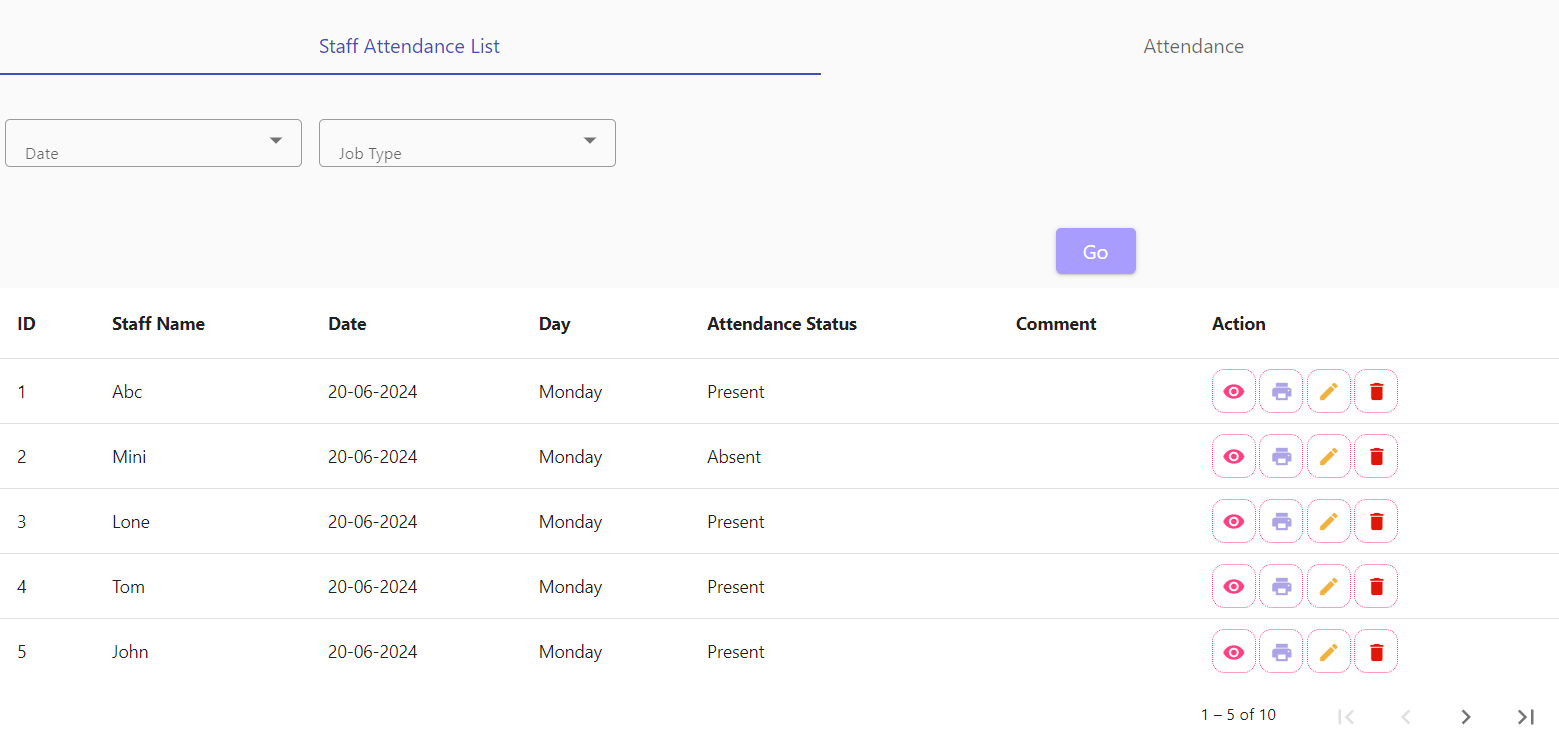 Staff Attendance List Attendance
Date Job Type
Go
ID Staff Name Date Day Attendance Status Comment Action
1 Abc 20-06-2024 Monday Present
2 Mini 20-06-2024 Monday Absent
3 Lone 20-06-2024 Monday Present
4 Tom 20-06-2024 Monday Present
5 John 20-06-2024 Monday Present
1 – 5 of 10